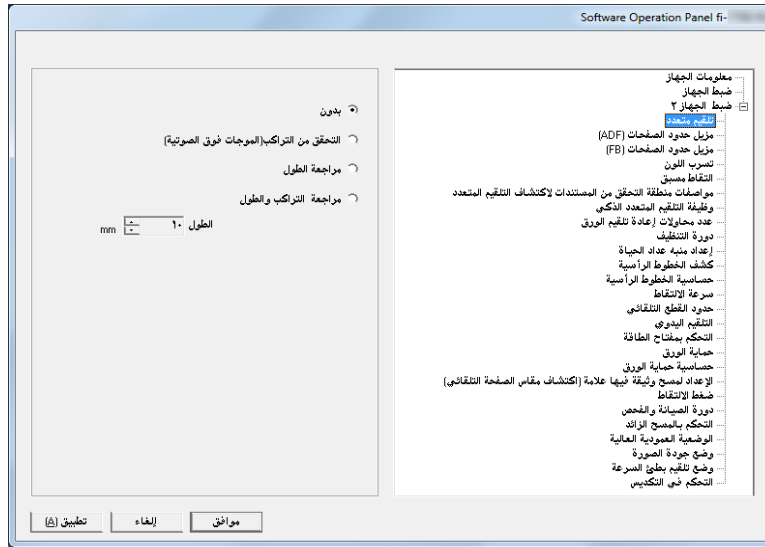 Software Operation Panel fi-
معلومات الجهاز
ضبط الجهاز
ضبط الجهاز ٢
تلقيم متعدد
مزيل حدود الصفحات (ADF)
مزيل حدود الصفحات (FB)
تسرب اللون
التقاط مسبق
مواصفات منطقة التحقق من المستندات لاكتشاف التلقيم المتعدد
وظيفة التلقيم المتعدد الذكي
عدد محاولات إعادة تلقيم الورق
دورة التنظيف
إعداد منبه عداد الحياة
كشف الخطوط الرأسية
حساسية الخطوط الرأسية
سرعة الالتقاط
حدود القطع التلقائي
التلقيم اليدوي
التحكم بمفتاح الطاقة
حماية الورق
حساسية حماية الورق
الإعداد لمسح وثيقة فيها علامة (اكتشاف مقاس الصفحة التلقائي)
ضغط الالتقاط
دورة الصيانة والفحص
التحكم بالمسح الزائد
الوضعية العمودية العالية
وضع جودة الصورة
وضع تلقيم بطئ السرعة
التحكم في التكديس
بدون
التحقق من التراكب(الموجات فوق الصوتية)
مراجعة الطول
مراجعة التراكب والطول
الطول ٦٠ mm
موافق
إلغاء
تطبيق (A)